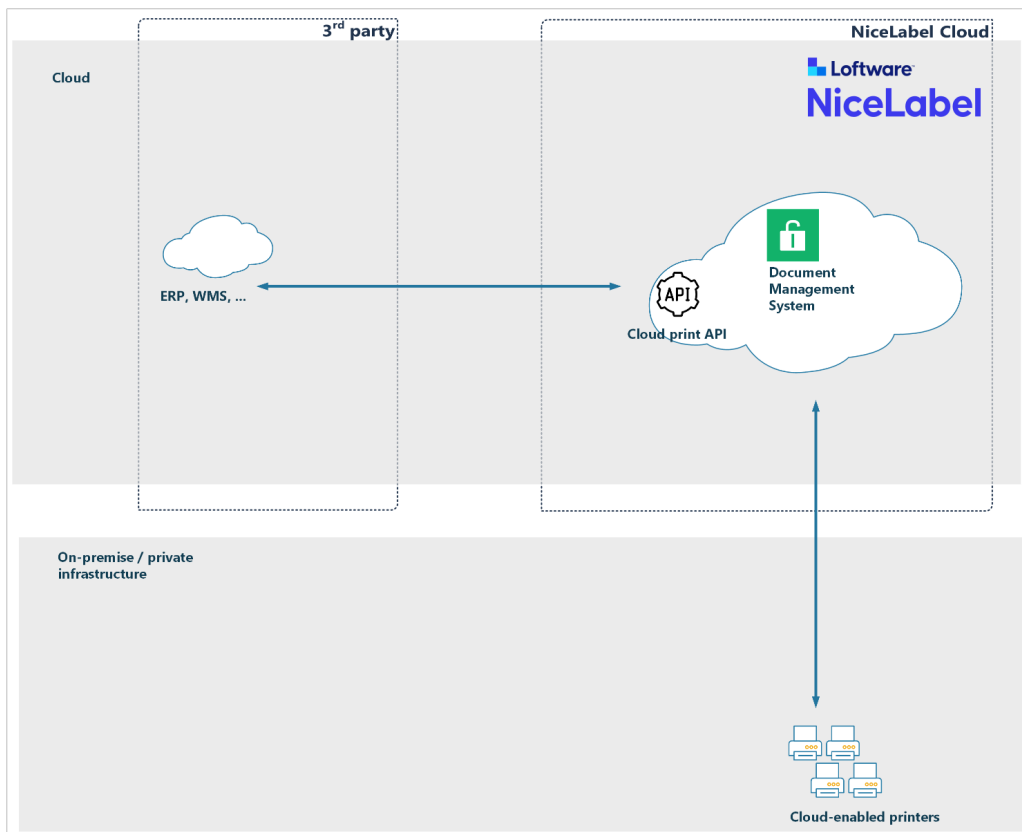 3rd party
NiceLabel Cloud
Cloud
Loftware™
NiceLabel
ERP, WMS, ...
API
Cloud print API
Document
Management
System
On-premise / private
infrastructure
Cloud-enabled printers